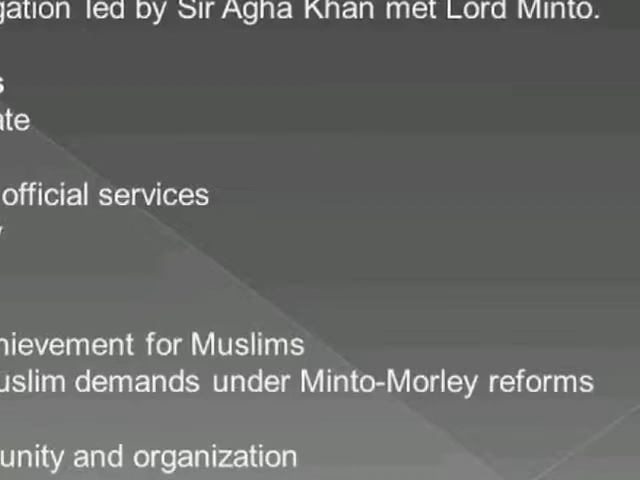 gation led by Sir Agha Khan met Lord Minto.
s
ate
official services
hievement for Muslims
uslim demands under Minto-Morley reforms
unity and organization